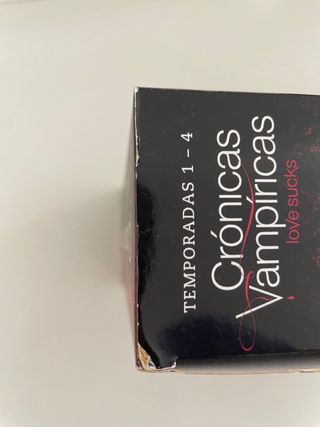 TEMPORADAS 1 – 4
Crónicas
Vampíricas
love sucks